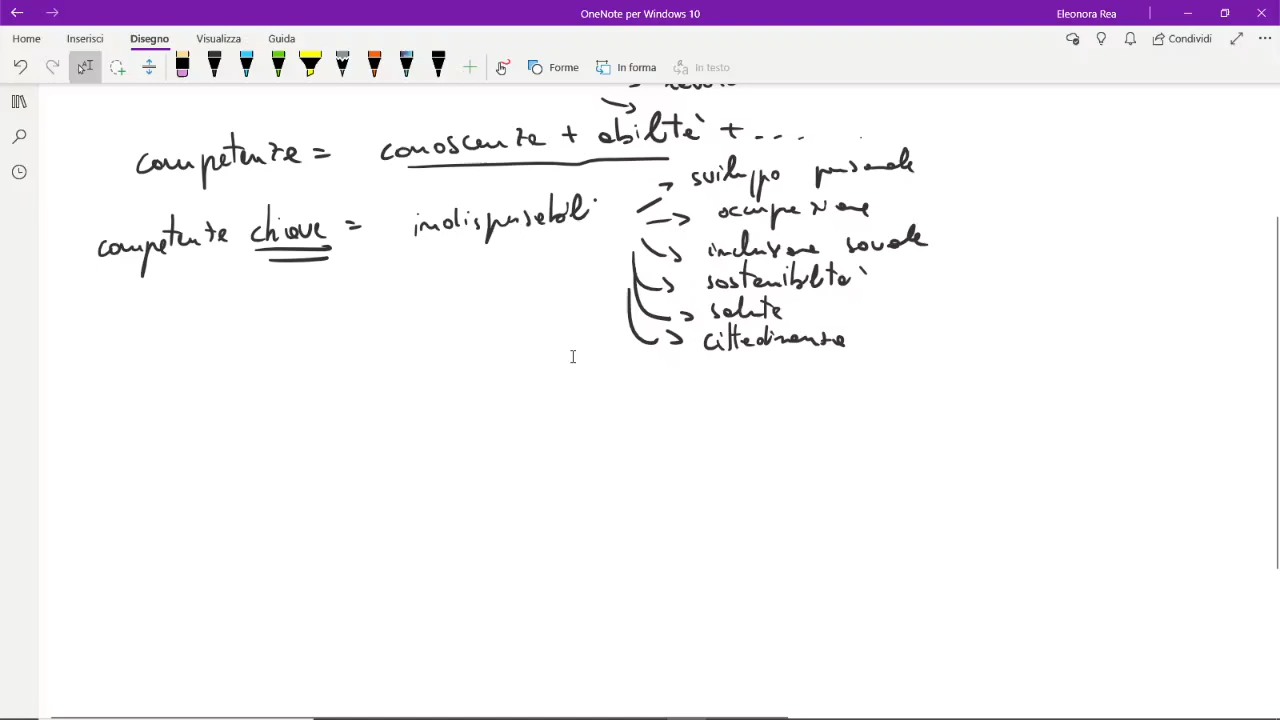 OneNote per Windows 10
Eleonora Rea
Home Inserisci Disegno Visualizza Guida
Condividi
Forme In forma In testo
competenze = conoscenze + abilità + ....
competenze chiave = indispensabili
→ sviluppo personale
→ occupazione
→ inclusione sociale
→ sostenibilità
→ salute
→ cittadinanza